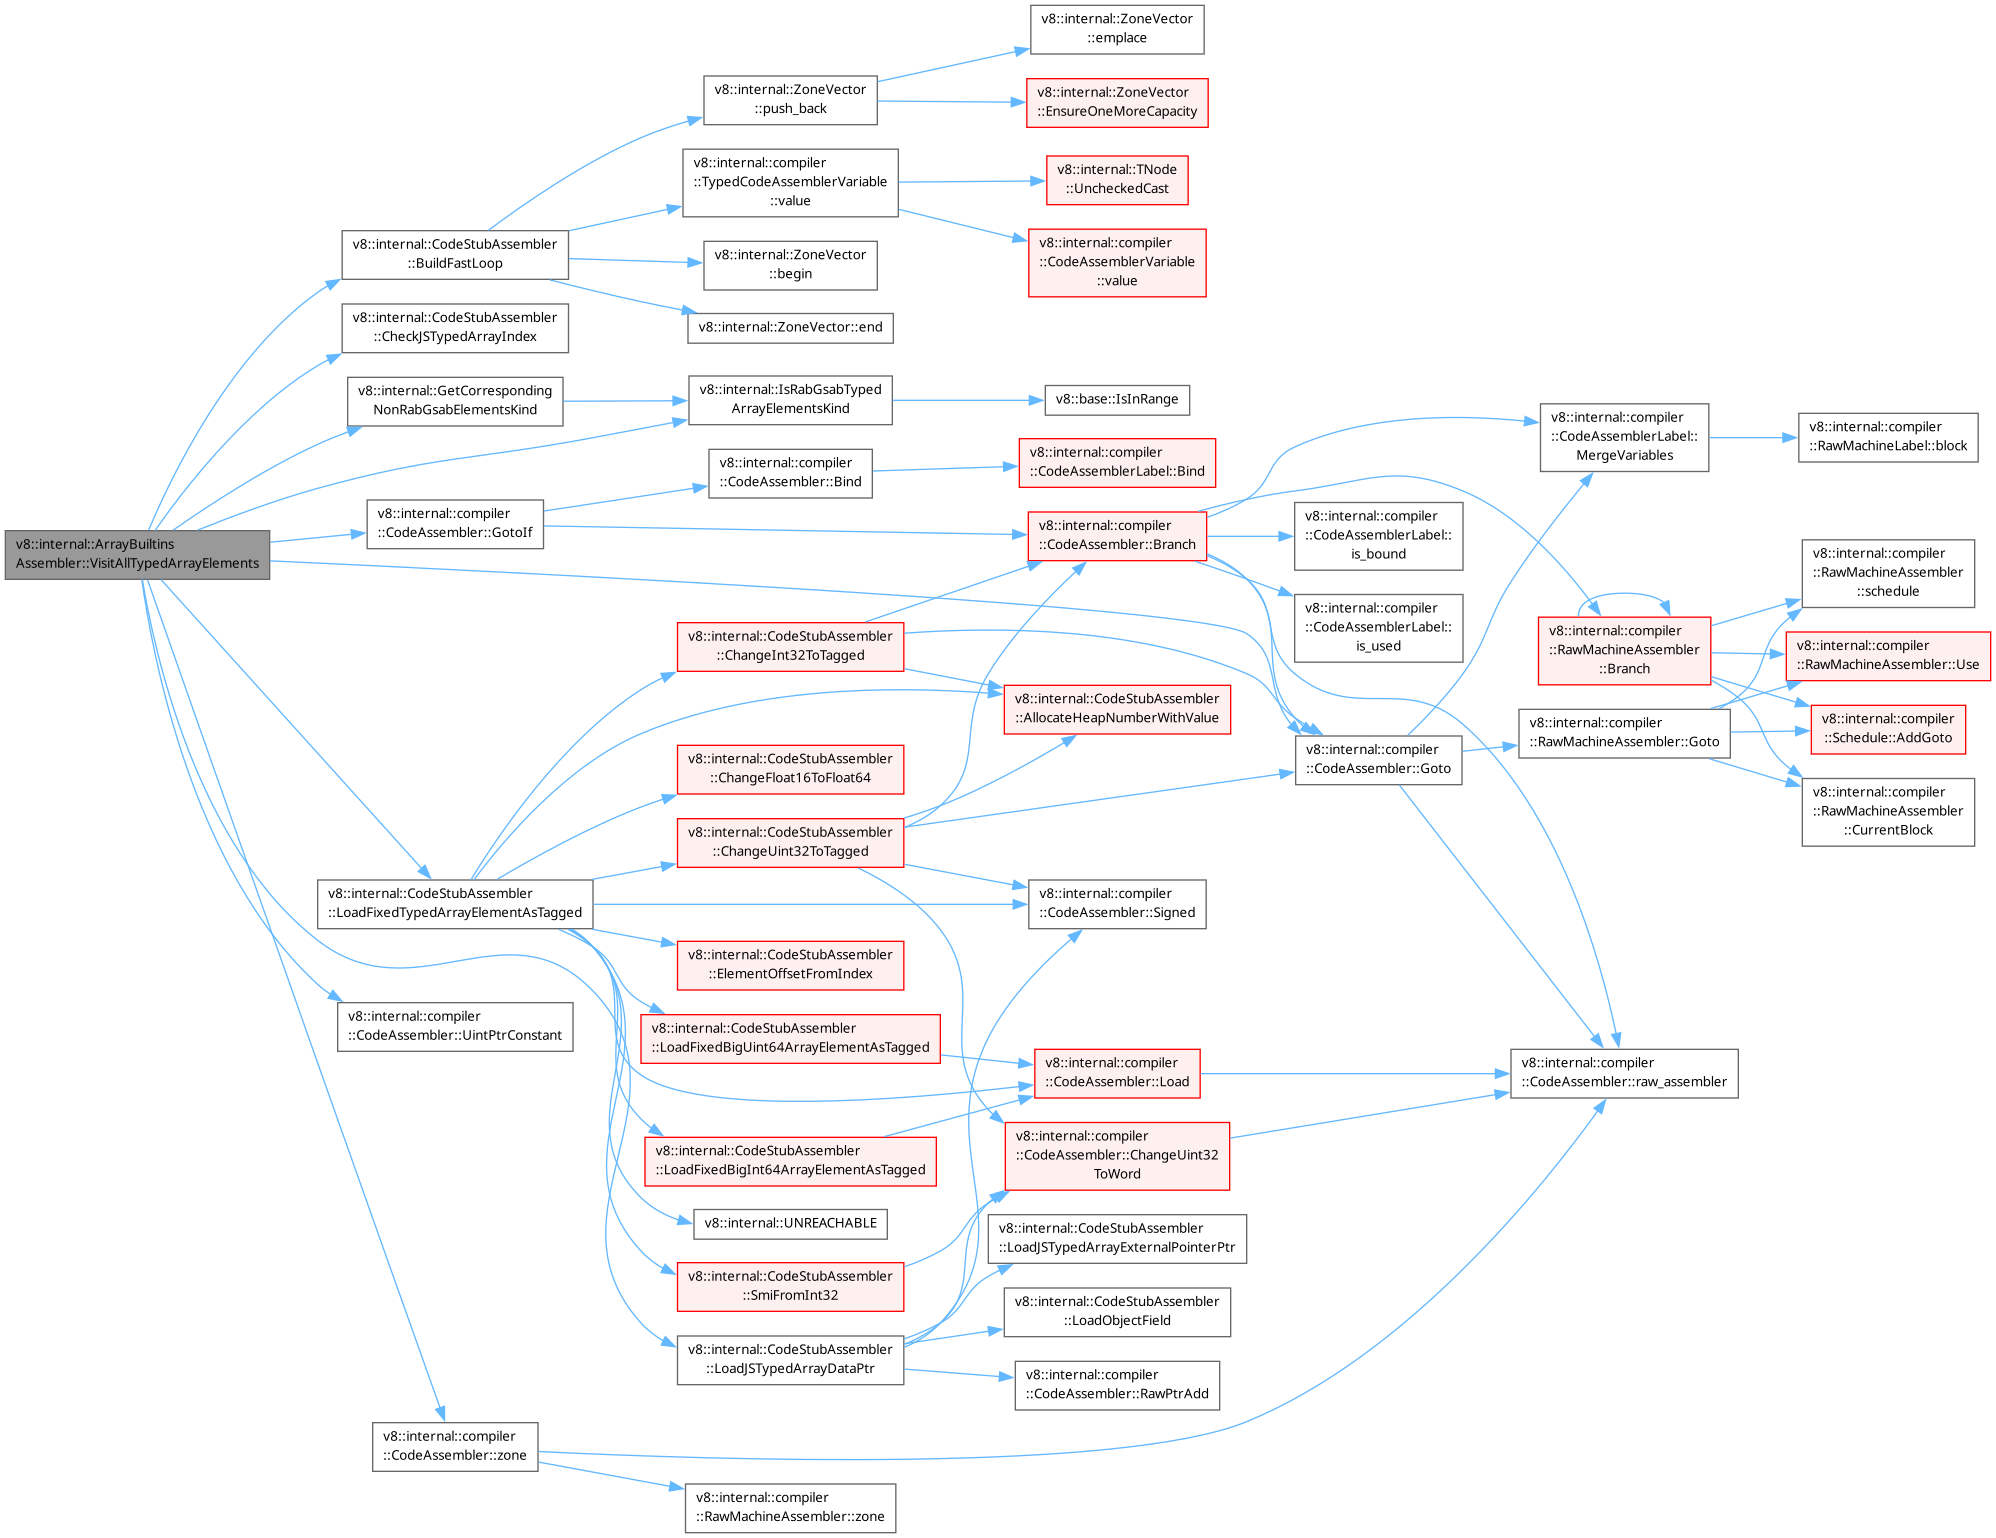 v8::internal::ArrayBuiltins
Assembler::VisitAllTypedArrayElements
v8::internal::CodeStubAssembler
::BuildFastLoop
v8::internal::CodeStubAssembler
::CheckJSTypedArrayIndex
v8::internal::GetCorresponding
NonRabGsabElementsKind
v8::internal::compiler
::CodeAssembler::GotoIf
v8::internal::CodeStubAssembler
::LoadFixedTypedArrayElementAsTagged
v8::internal::compiler
::CodeAssembler::UintPtrConstant
v8::internal::compiler
::CodeAssembler::zone
v8::internal::ZoneVector
::push_back
v8::internal::compiler
::TypedCodeAssemblerVariable
::value
v8::internal::ZoneVector
::begin
v8::internal::ZoneVector::end
v8::internal::IsRabGsabTyped
ArrayElementsKind
v8::internal::compiler
::CodeAssembler::Bind
v8::internal::CodeStubAssembler
::ChangeInt32ToTagged
v8::internal::CodeStubAssembler
::ChangeFloat16ToFloat64
v8::internal::CodeStubAssembler
::ChangeUint32ToTagged
v8::internal::CodeStubAssembler
::ElementOffsetFromIndex
v8::internal::CodeStubAssembler
::LoadFixedBigUint64ArrayElementAsTagged
v8::internal::CodeStubAssembler
::LoadFixedBigInt64ArrayElementAsTagged
v8::internal::UNREACHABLE
v8::internal::CodeStubAssembler
::SmiFromInt32
v8::internal::CodeStubAssembler
::LoadJSTypedArrayDataPtr
v8::internal::compiler
::RawMachineAssembler::zone
v8::internal::ZoneVector
::emplace
v8::internal::ZoneVector
::EnsureOneMoreCapacity
v8::internal::TNode
::UncheckedCast
v8::internal::compiler
::CodeAssemblerVariable
::value
v8::base::IsInRange
v8::internal::compiler
::CodeAssemblerLabel::Bind
v8::internal::compiler
::CodeAssembler::Branch
v8::internal::CodeStubAssembler
::AllocateHeapNumberWithValue
v8::internal::compiler
::CodeAssembler::Signed
v8::internal::compiler
::CodeAssembler::Load
v8::internal::compiler
::CodeAssembler::ChangeUint32
ToWord
v8::internal::CodeStubAssembler
::LoadJSTypedArrayExternalPointerPtr
v8::internal::CodeStubAssembler
::LoadObjectField
v8::internal::compiler
::CodeAssembler::RawPtrAdd
v8::internal::compiler
::CodeAssemblerLabel::
is_bound
v8::internal::compiler
::CodeAssemblerLabel::
is_used
v8::internal::compiler
::CodeAssembler::Goto
v8::internal::compiler
::CodeAssemblerLabel::
MergeVariables
v8::internal::compiler
::RawMachineAssembler
::Branch
v8::internal::compiler
::RawMachineAssembler::Goto
v8::internal::compiler
::CodeAssembler::raw_assembler
v8::internal::compiler
::RawMachineLabel::block
v8::internal::compiler
::RawMachineAssembler
::schedule
v8::internal::compiler
::RawMachineAssembler::Use
v8::internal::compiler
::Schedule::AddGoto
v8::internal::compiler
::RawMachineAssembler
::CurrentBlock